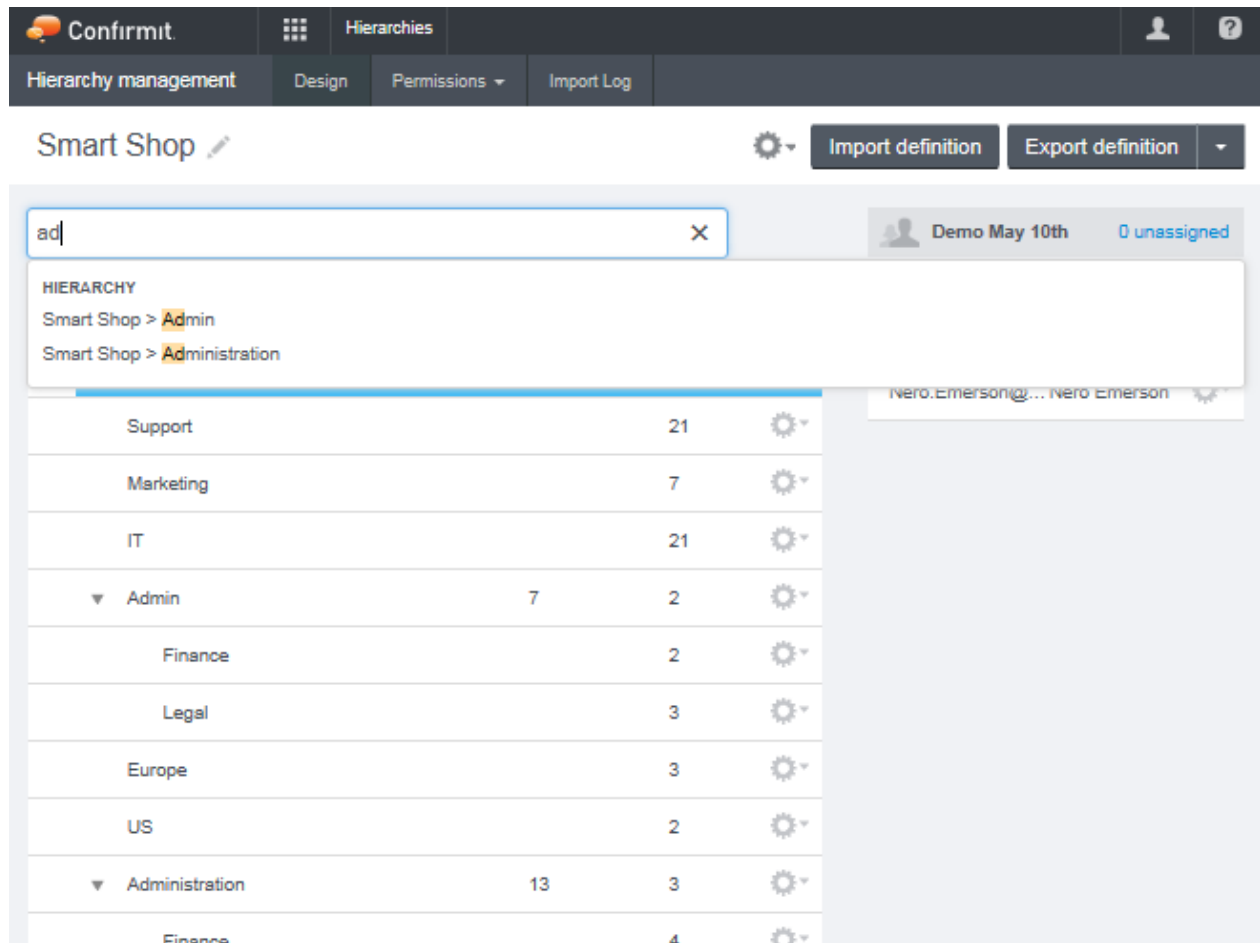 Confirmit.
Hierarchies
Hierarchy management
Design
Permissions
Import Log
Smart Shop
Import definition
Export definition
ad
Demo May 10th 0 unassigned
HIERARCHY
Smart Shop > Admin
Smart Shop > Administration
Nero.Emerson@... Nero Emerson
Support 21
Marketing 7
IT 21
Admin 7 2
Finance 2
Legal 3
Europe 3
US 2
Administration 13 3
Finance 4